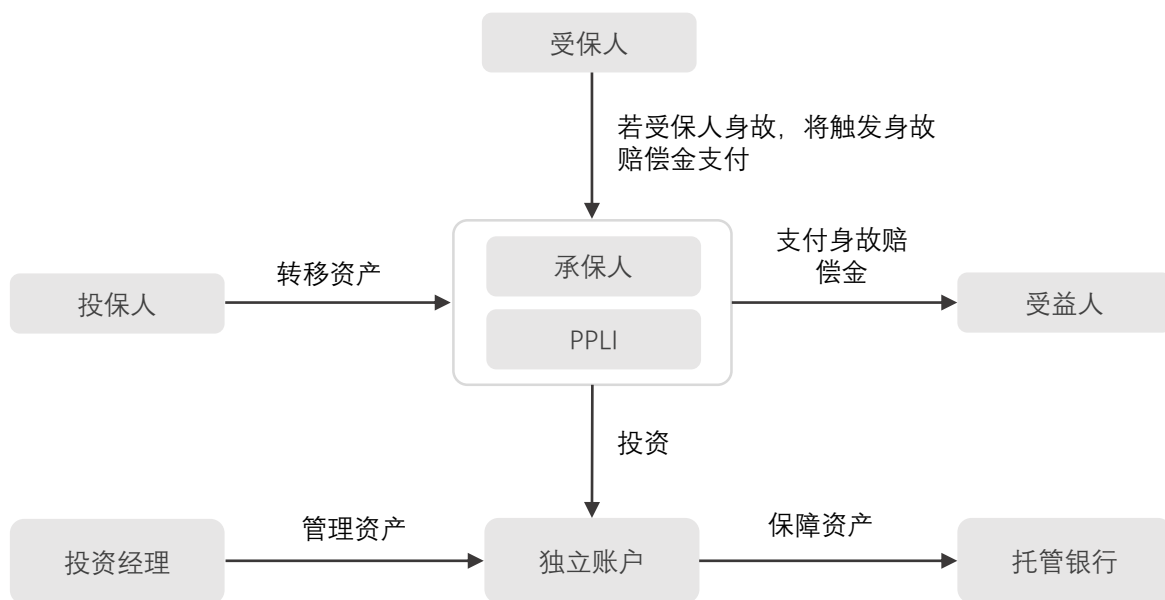 受保人
若受保人身故，将触发身故
赔偿金支付
投保人
转移资产
承保人
PPLI
支付身故赔
偿金
受益人
投资
投资经理
管理资产
独立账户
保障资产
托管银行